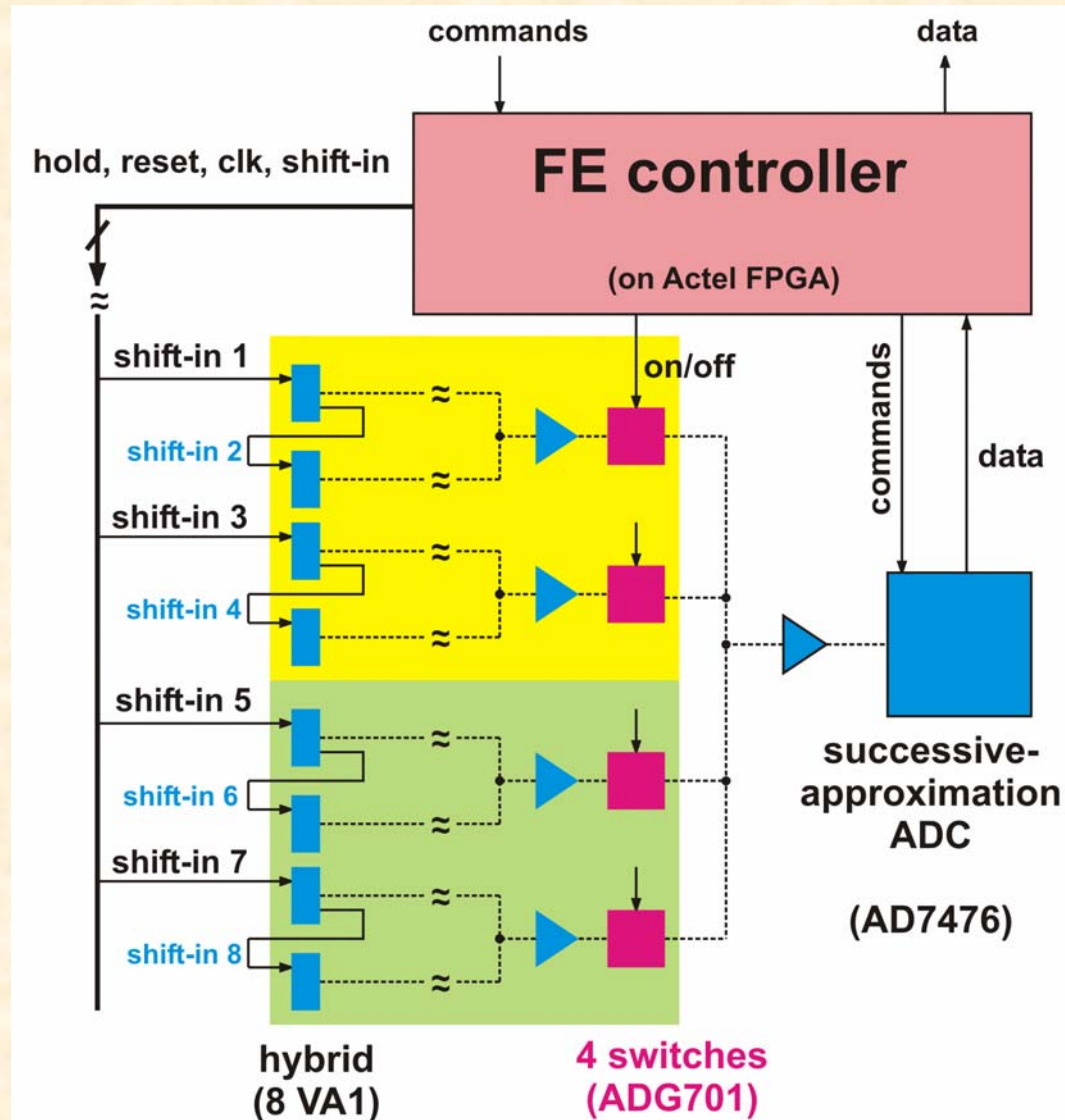 commands
data
hold, reset, clk, shift-in
FE controller
(on Actel FPGA)
≈
shift-in 1
≈
on/off
commands
data
shift-in 2
≈
shift-in 3
≈
shift-in 4
≈
shift-in 5
≈
shift-in 6
≈
shift-in 7
≈
shift-in 8
≈
successive-
approximation
ADC
(AD7476)
hybrid
(8 VA1)
4 switches
(ADG701)